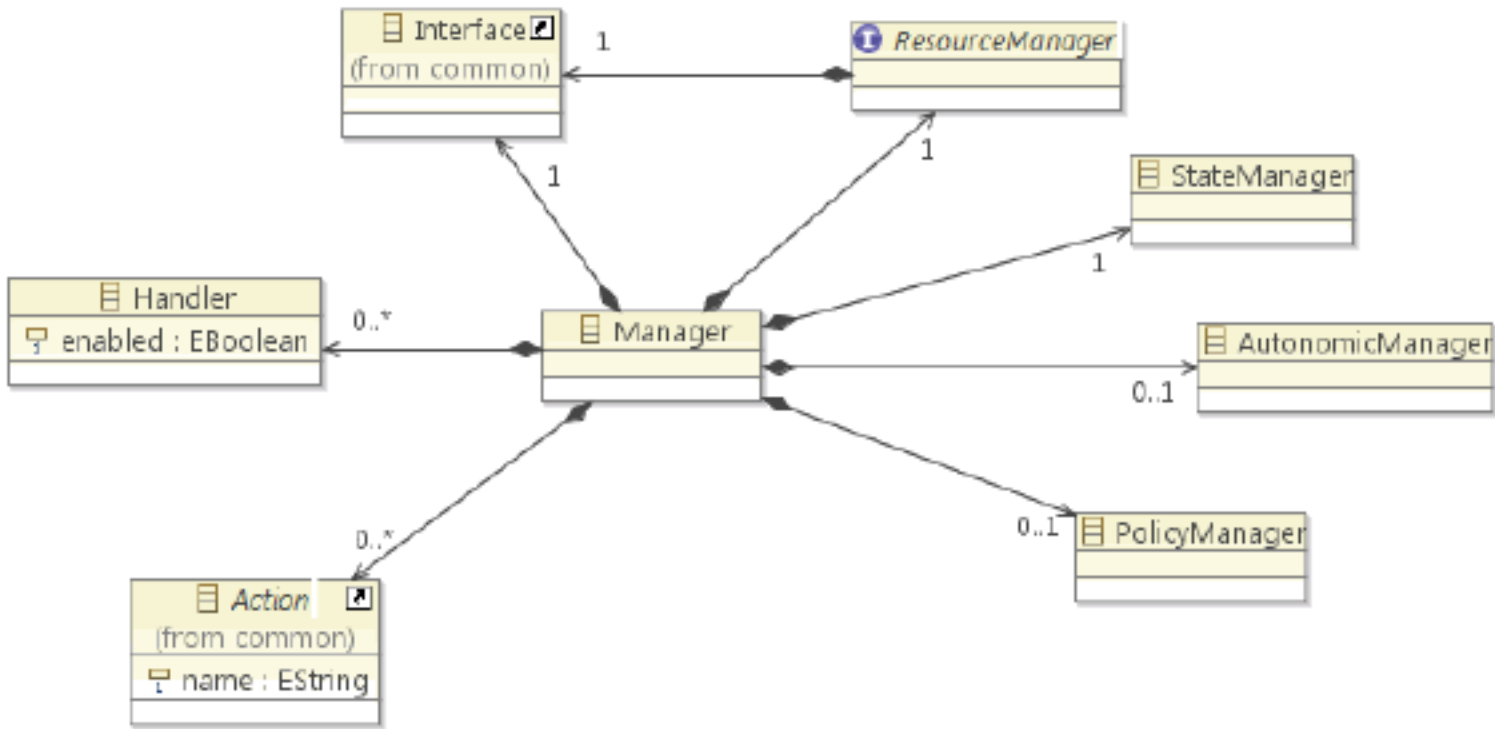 Interface
(from common)
1
I
ResourceManager
1
1
StateManager
1
Handler
enabled : EBoolean
0..*
Manager
AutonomicManager
0..1
0..*
0..1
PolicyManager
Action
(from common)
name : EString